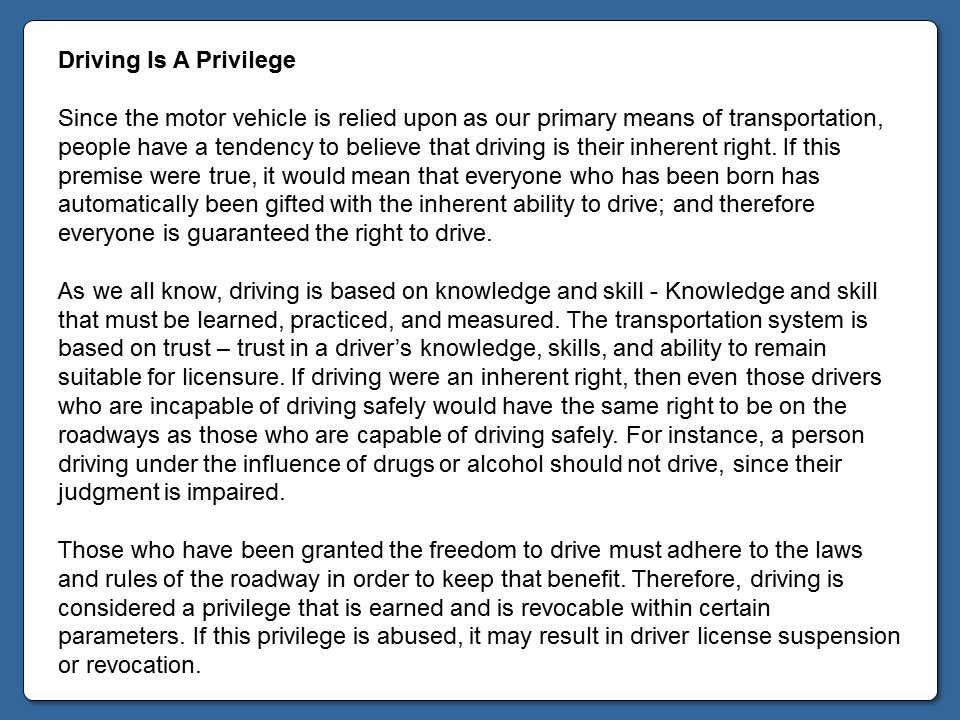 Driving Is A Privilege
Since the motor vehicle is relied upon as our primary means of transportation,
people have a tendency to believe that driving is their inherent right. If this
premise were true, it would mean that everyone who has been born has
automatically been gifted with the inherent ability to drive; and therefore
everyone is guaranteed the right to drive.
As we all know, driving is based on knowledge and skill - Knowledge and skill
that must be learned, practiced, and measured. The transportation system is
based on trust – trust in a driver’s knowledge, skills, and ability to remain
suitable for licensure. If driving were an inherent right, then even those drivers
who are incapable of driving safely would have the same right to be on the
roadways as those who are capable of driving safely. For instance, a person
driving under the influence of drugs or alcohol should not drive, since their
judgment is impaired.
Those who have been granted the freedom to drive must adhere to the laws
and rules of the roadway in order to keep that benefit. Therefore, driving is
considered a privilege that is earned and is revocable within certain
parameters. If this privilege is abused, it may result in driver license suspension
or revocation.